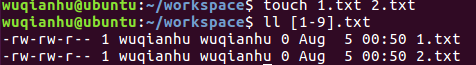 wuqianhu@ubuntu:~/workspace$ touch 1.txt 2.txt
wuqianhu@ubuntu:~/workspace$ ll [1-9].txt
-rw-rw-r-- 1 wuqianhu wuqianhu 0 Aug  5 00:50 1.txt
-rw-rw-r-- 1 wuqianhu wuqianhu 0 Aug  5 00:50 2.txt